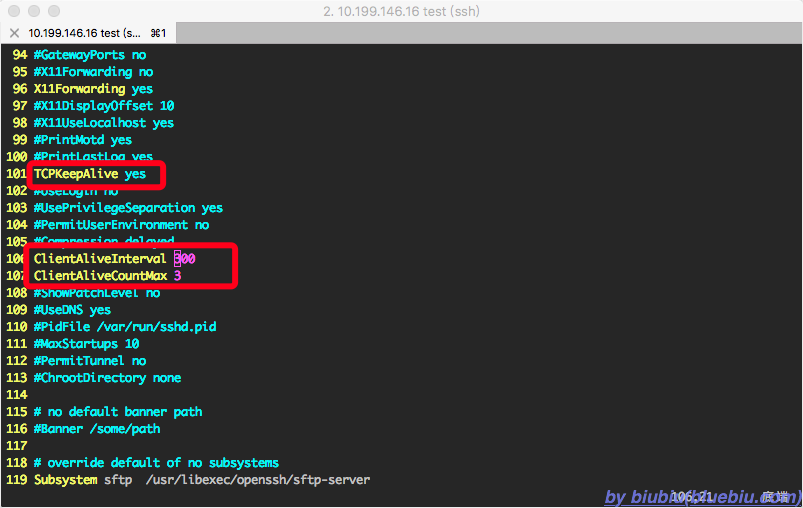 2. 10.199.146.16 test (ssh)
10.199.146.16 test (s... ⌘1
94 #GatewayPorts no
95 #X11Forwarding no
96 X11Forwarding yes
97 #X11DisplayOffset 10
98 #X11UseLocalhost yes
99 #PrintMotd yes
100 #PrintLastLog yes
101 TCPKeepAlive yes
102 #UseLogin no
103 #UsePrivilegeSeparation yes
104 #PermitUserEnvironment no
105 #Compression delayed
106 ClientAliveInterval 300
107 ClientAliveCountMax 3
108 #ShowPatchLevel no
109 #UseDNS yes
110 #PidFile /var/run/sshd.pid
111 #MaxStartups 10
112 #PermitTunnel no
113 #ChrootDirectory none
114
115 # no default banner path
116 #Banner /some/path
117
118 # override default of no subsystems
119 Subsystem sftp /usr/libexec/openssh/sftp-server
106,21 底端
by biubiu(bluebiu.com)